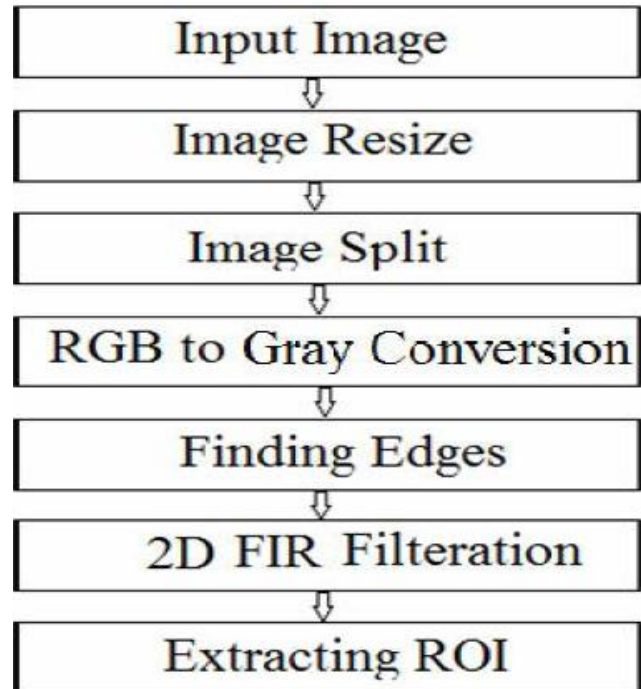 Input Image
Image Resize
Image Split
RGB to Gray Conversion
Finding Edges
2D FIR Filteration
Extracting ROI